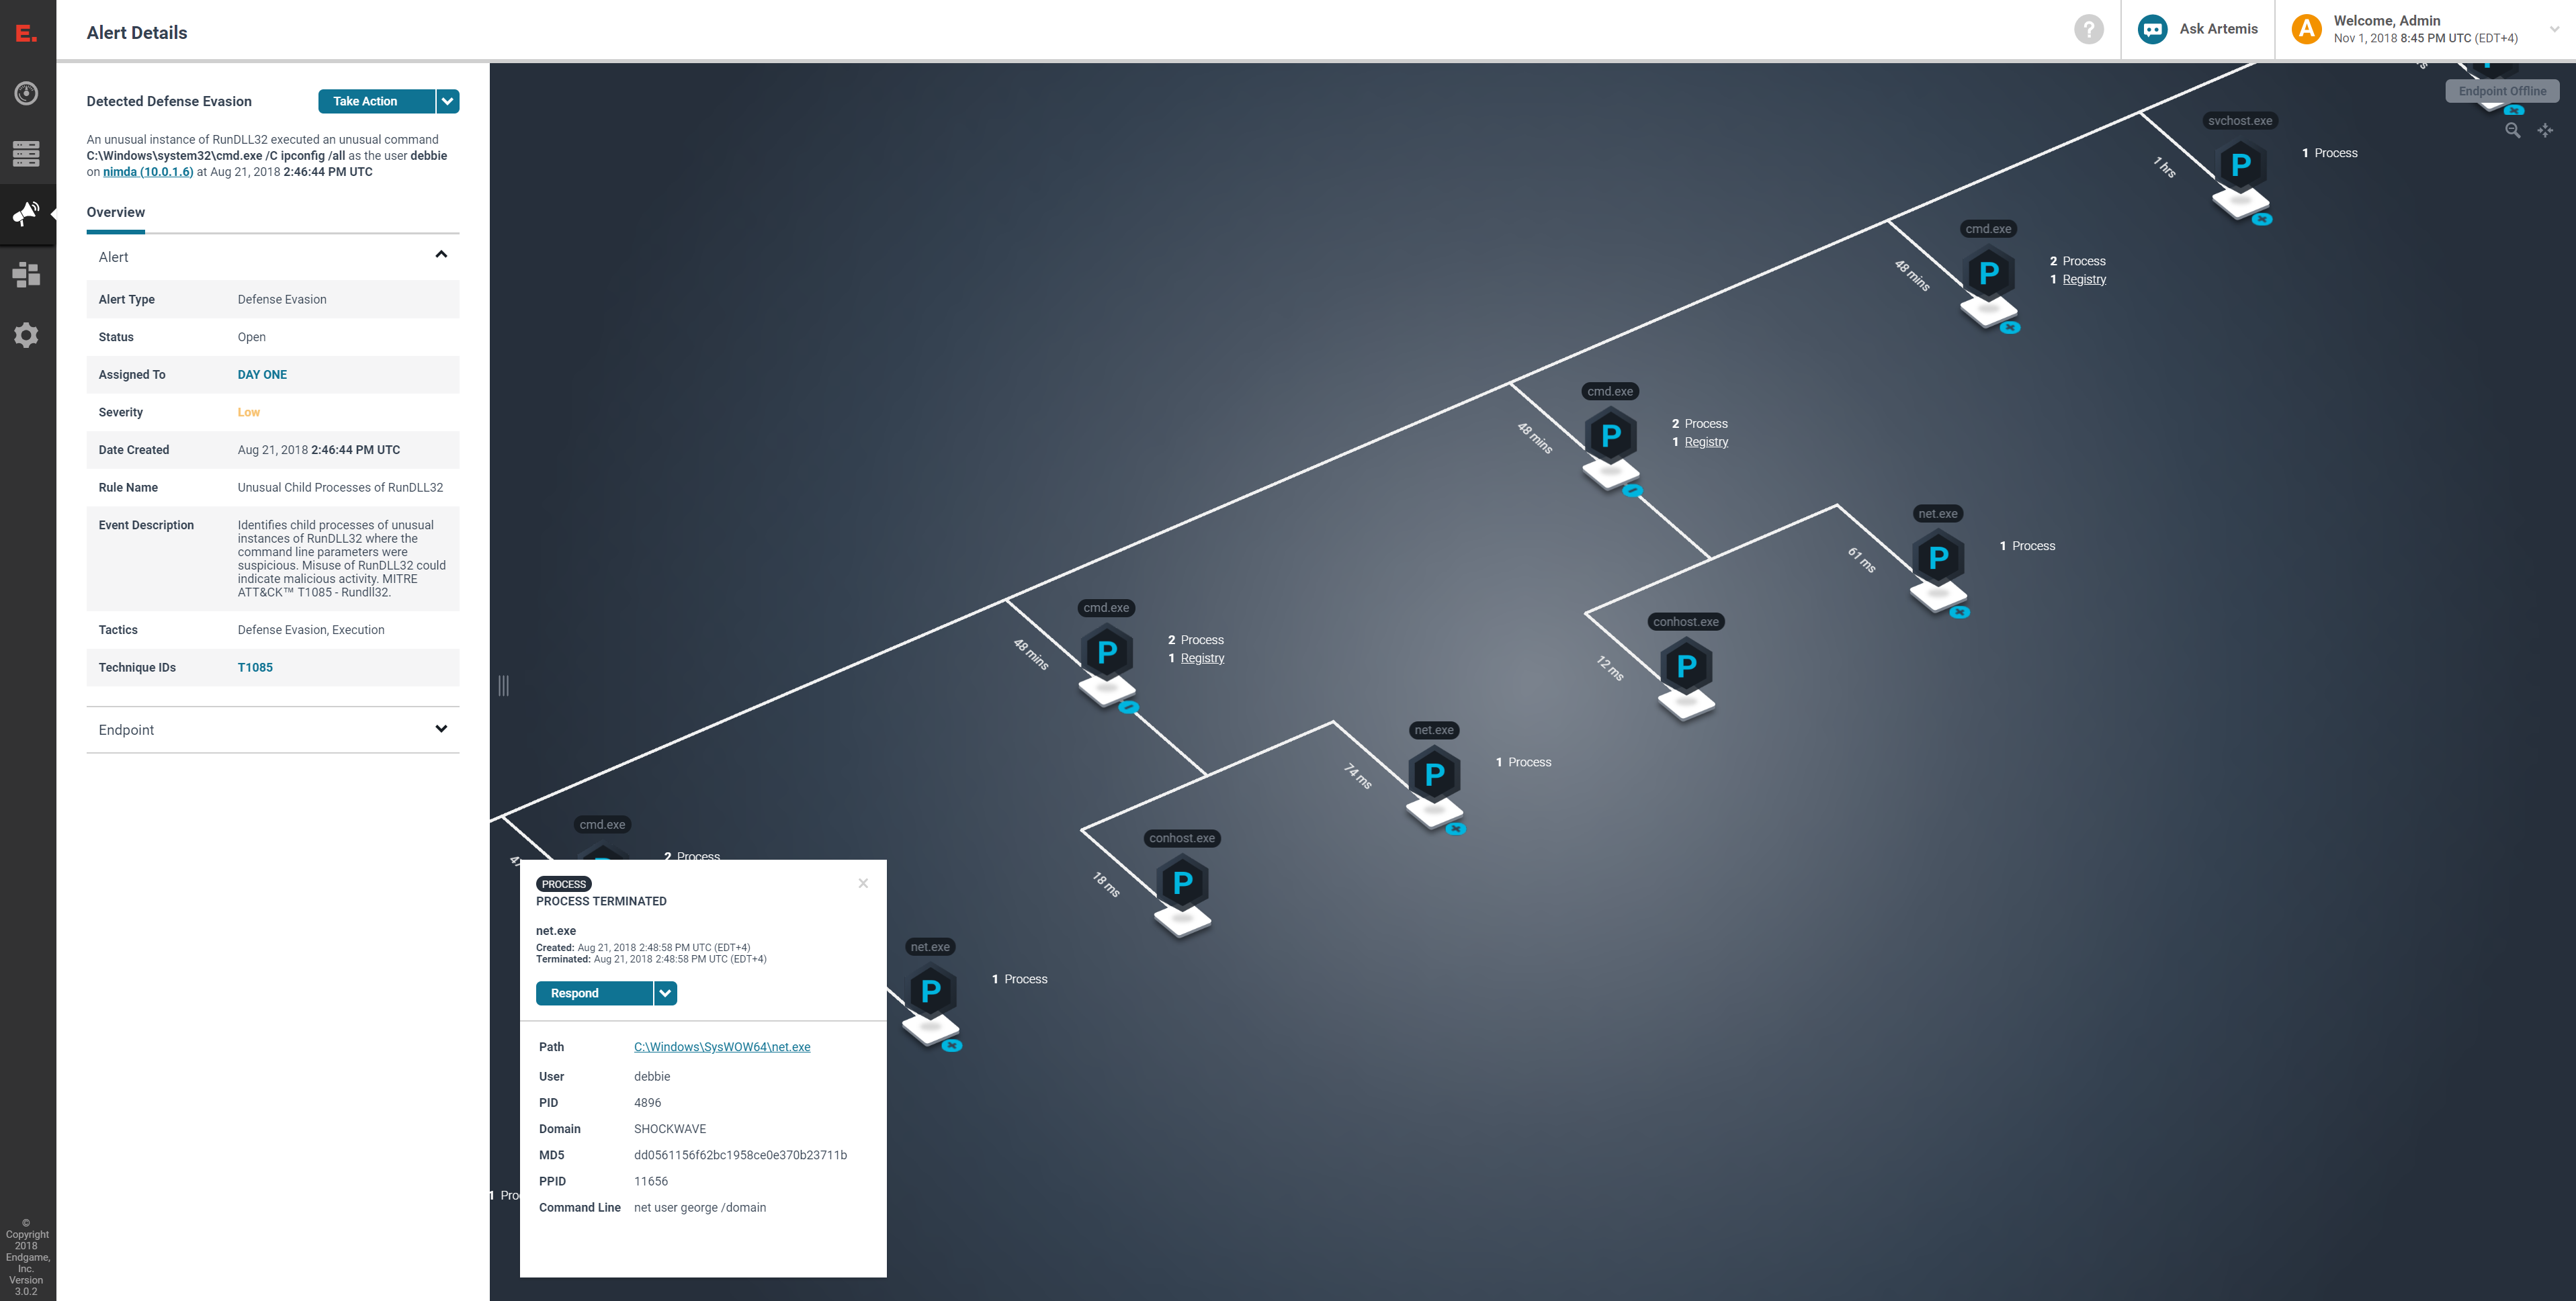 E.
Alert Details
?
Ask Artemis
A
Welcome, Admin
Nov 1, 2018 8:45 PM UTC (EDT+4)
Detected Defense Evasion
Take Action
An unusual instance of RunDLL32 executed an unusual command
C:\Windows\system32\cmd.exe /C ipconfig /all as the user debbie
on nimda (10.0.1.6) at Aug 21, 2018 2:46:44 PM UTC
Overview
Alert
Alert Type Defense Evasion
Status Open
Assigned To DAY ONE
Severity Low
Date Created Aug 21, 2018 2:46:44 PM UTC
Rule Name Unusual Child Processes of RunDLL32
Event Description Identifies child processes of unusual
instances of RunDLL32 where the
command line parameters were
suspicious. Misuse of RunDLL32 could
indicate malicious activity. MITRE
ATT&CK™ T1085 - Rundll32.
Tactics Defense Evasion, Execution
Technique IDs T1085
Endpoint
©
Copyright
2018
Endgame,
Inc.
Version
3.0.2
Endpoint Offline
svchost.exe
P
1 Process
1 hrs
cmd.exe
P
2 Process
1 Registry
48 mins
cmd.exe
P
2 Process
1 Registry
48 mins
net.exe
P
1 Process
61 ms
conhost.exe
P
12 ms
cmd.exe
P
2 Process
1 Registry
48 mins
net.exe
P
1 Process
74 ms
conhost.exe
P
18 ms
cmd.exe
2 Process
net.exe
P
1 Process
PROCESS
PROCESS TERMINATED
net.exe
Created: Aug 21, 2018 2:48:58 PM UTC (EDT+4)
Terminated: Aug 21, 2018 2:48:58 PM UTC (EDT+4)
Respond
Path C:\Windows\SysWOW64\net.exe
User debbie
PID 4896
Domain SHOCKWAVE
MD5 dd0561156f62bc1958ce0e370b23711b
PPID 11656
Command Line net user george /domain
1 Pro